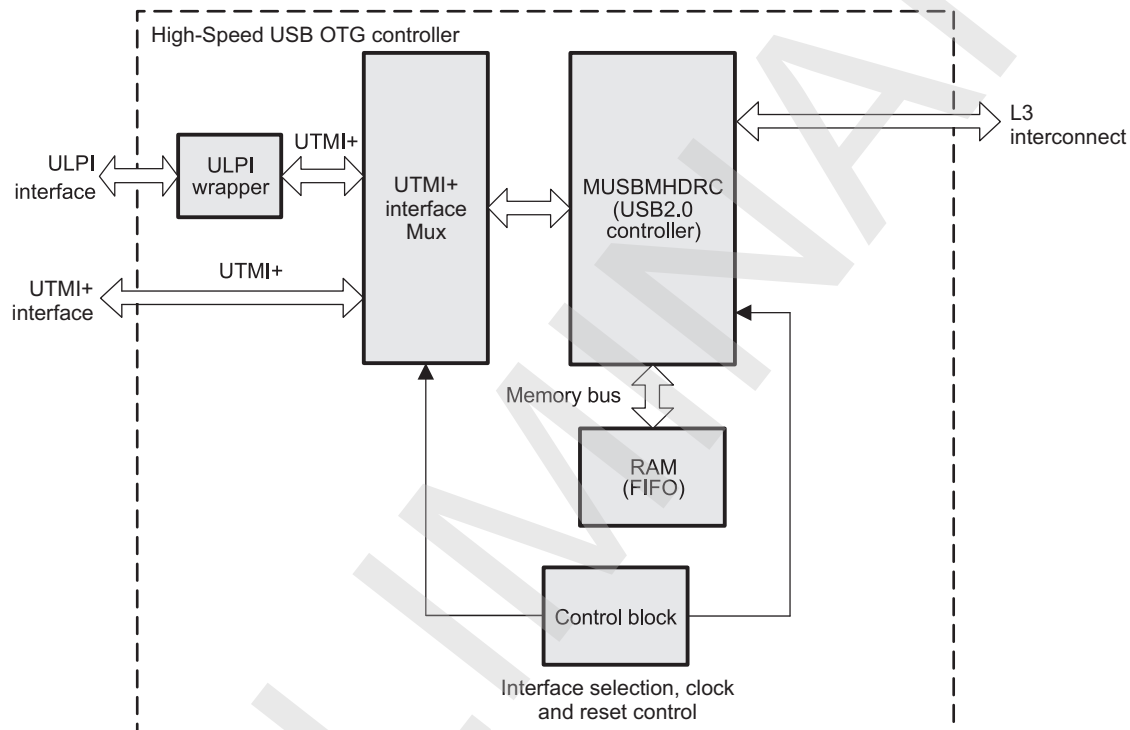 High-Speed USB OTG controller
ULPI
interface
ULPI
wrapper
UTMI+
UTMI+
interface
Mux
MUSBMHDRC
(USB2.0
controller)
L3
interconnect
UTMI+
interface
UTMI+
Memory bus
RAM
(FIFO)
Control block
Interface selection, clock
and reset control